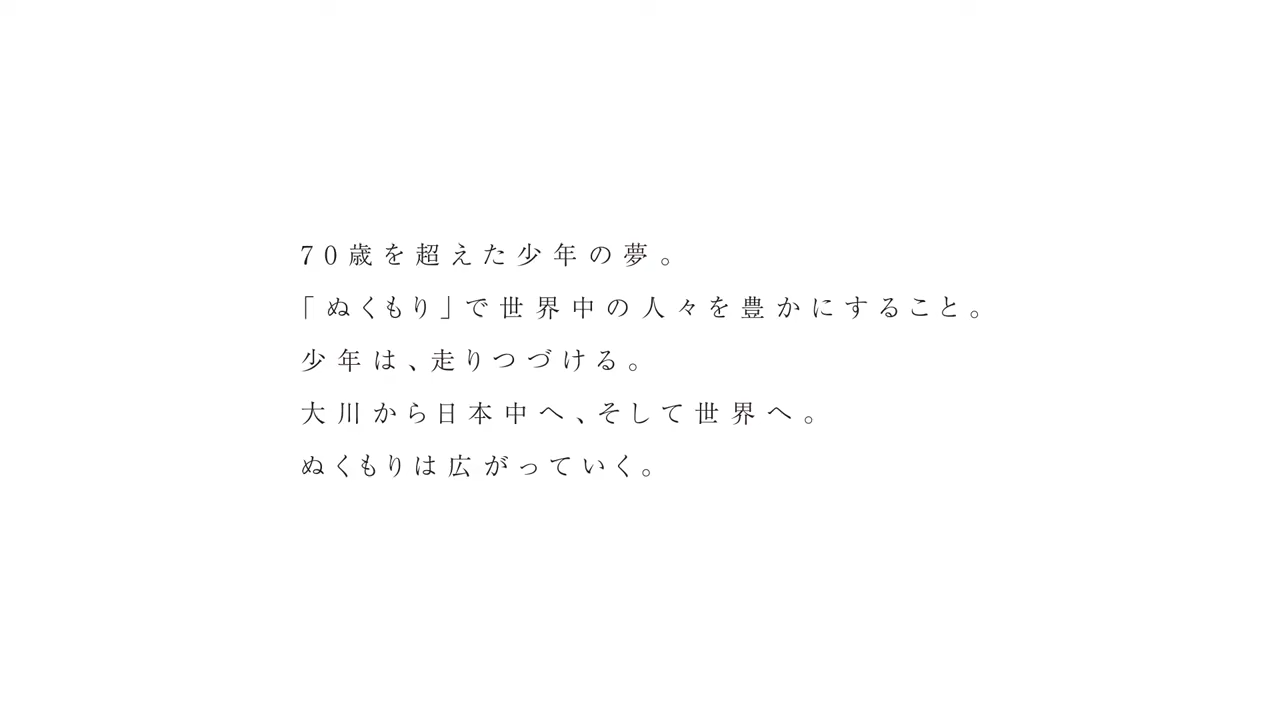 70歳を超えた少年の夢。
「ぬくもり」で世界中の人々を豊かにすること。
少年は、走りつづける。
大川から日本中へ、そして世界へ。
ぬくもりは広がっていく。